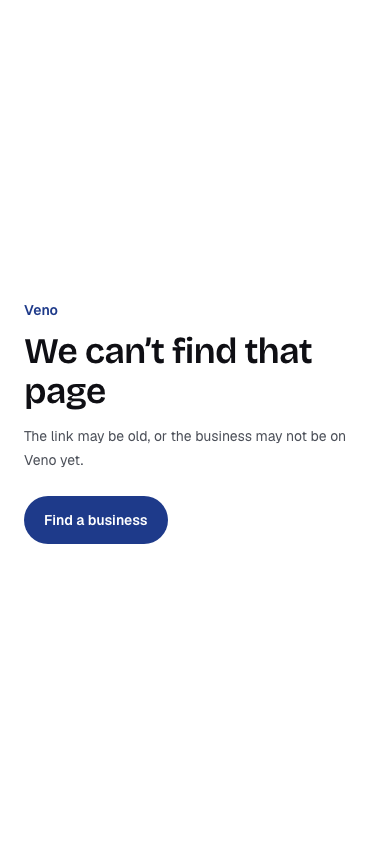 Veno
We can’t find that
page
The link may be old, or the business may not be on
Veno yet.
Find a business